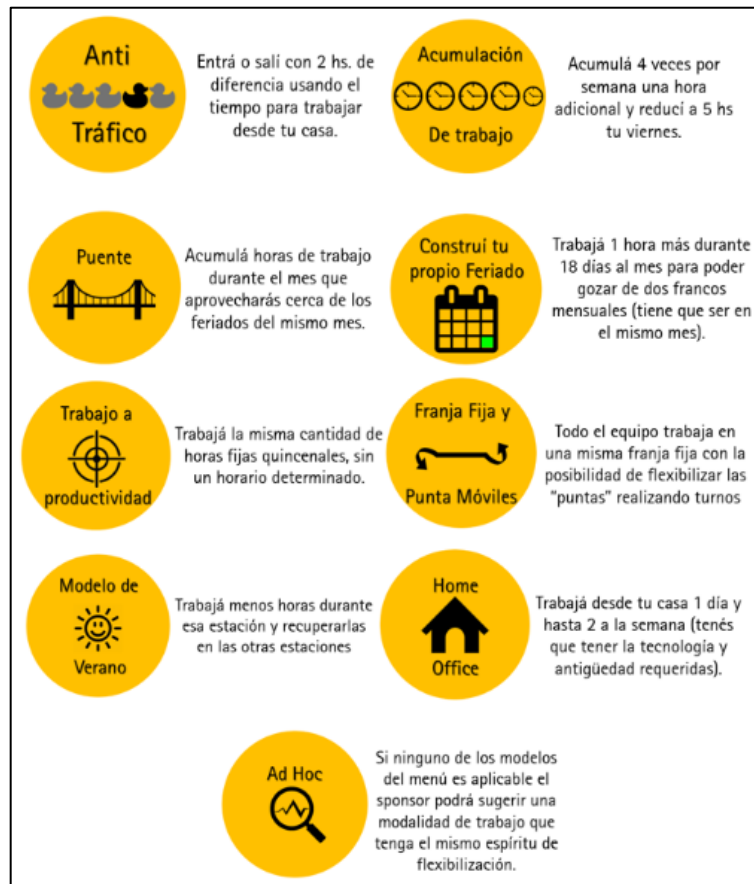 Anti
Tráfico
Entrá o salí con 2 hs. de
diferencia usando el
tiempo para trabajar
desde tu casa.
Acumulación
De trabajo
Acumulá 4 veces por
semana una hora
adicional y reducí a 5 hs
tu viernes.
Puente
Acumulá horas de trabajo
durante el mes que
aprovecharás cerca de los
feriados del mismo mes.
Construí tu
propio Feriado
Trabajá 1 hora más durante
18 días al mes para poder
gozar de dos francos
mensuales (tiene que ser en
el mismo mes).
Trabajo a
productividad
Trabajá la misma cantidad de
horas fijas quincenales, sin
un horario determinado.
Franja Fija y
Punta Móviles
Todo el equipo trabaja en
una misma franja fija con la
posibilidad de flexibilizar las
"puntas" realizando turnos
Modelo de
Verano
Trabajá menos horas durante
esa estación y recuperarlas
en las otras estaciones
Home
Office
Trabajá desde tu casa 1 día y
hasta 2 a la semana (tenés
que tener la tecnología y
antigüedad requeridas).
Ad Hoc
Si ninguno de los modelos
del menú es aplicable el
sponsor podrá sugerir una
modalidad de trabajo que
tenga el mismo espíritu de
flexibilización.